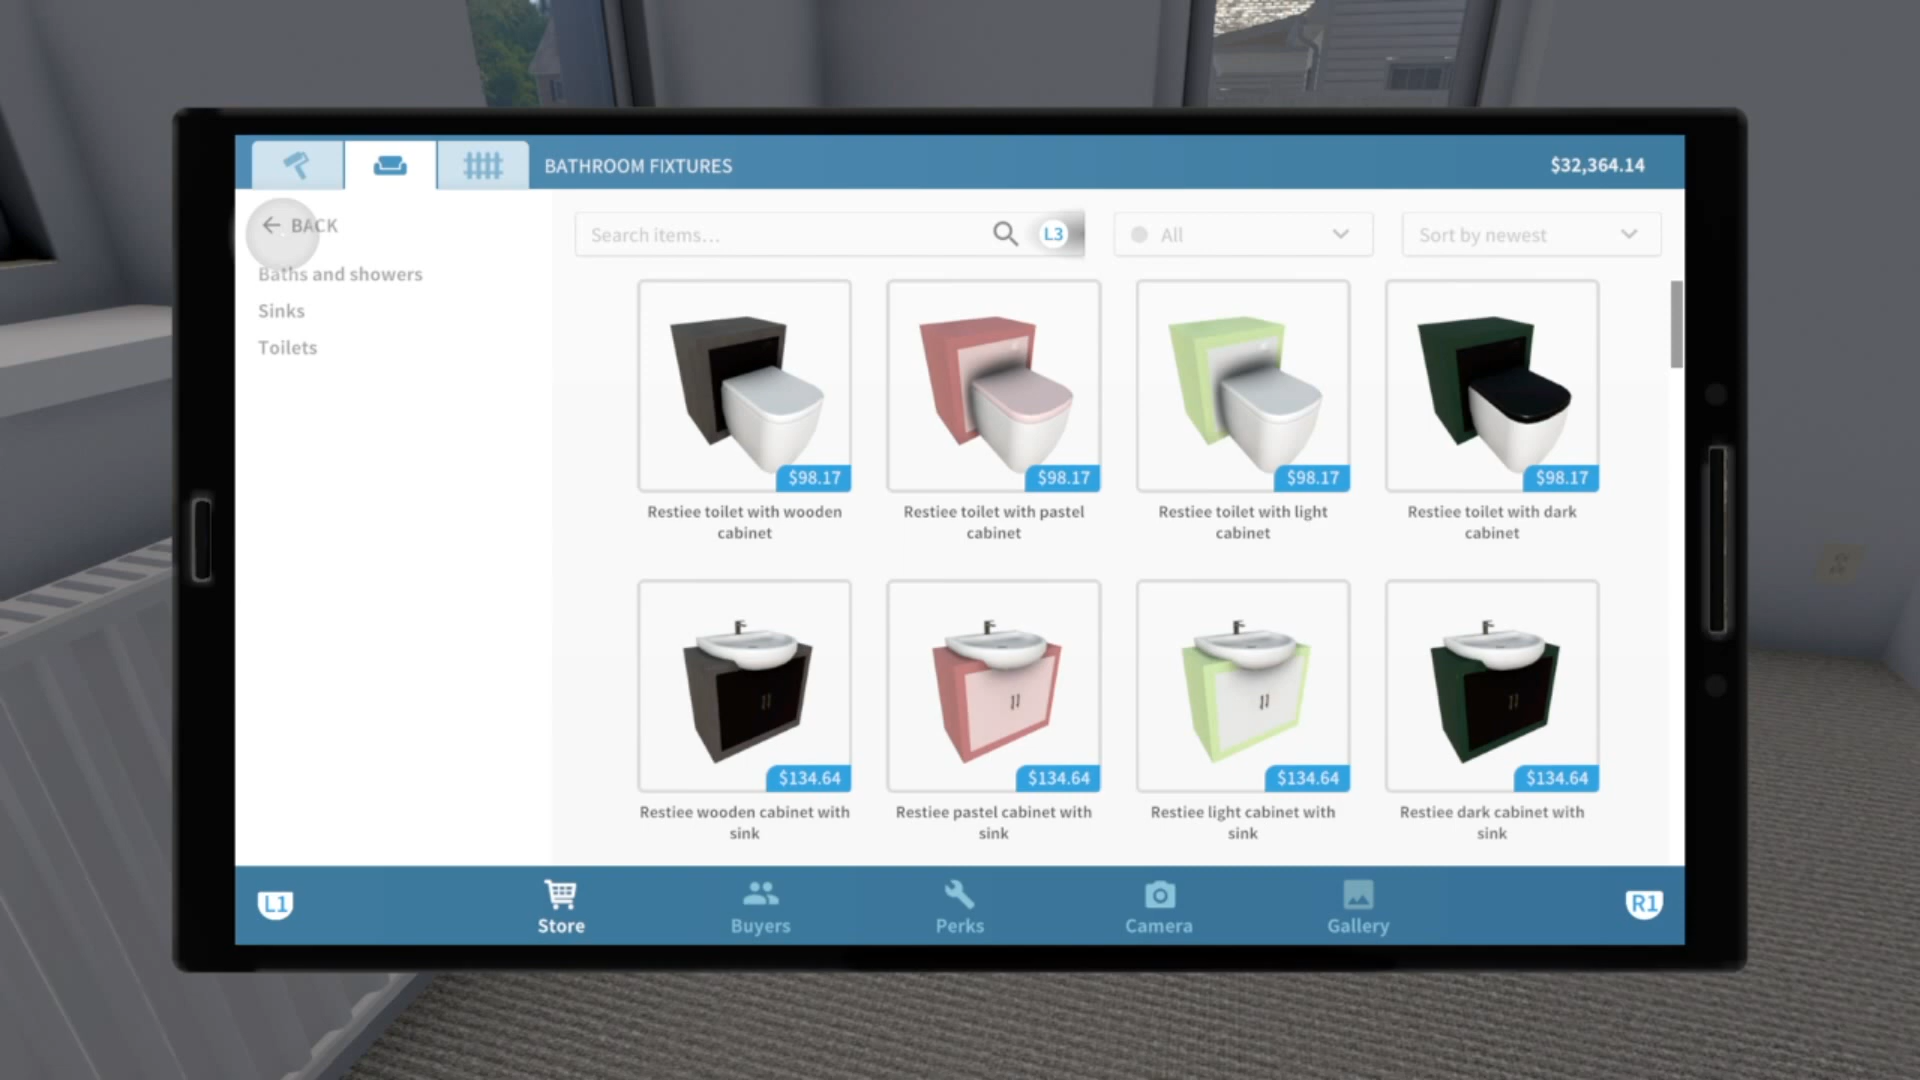 BATHROOM FIXTURES
$32,364.14
BACK
Search items...
L3
All
Sort by newest
Baths and showers
Sinks
Toilets
$98.17
$98.17
$98.17
$98.17
Restiee toilet with wooden
cabinet
Restiee toilet with pastel
cabinet
Restiee toilet with light
cabinet
Restiee toilet with dark
cabinet
$134.64
$134.64
$134.64
$134.64
Restiee wooden cabinet with
sink
Restiee pastel cabinet with
sink
Restiee light cabinet with
sink
Restiee dark cabinet with
sink
L1
Store
Buyers
Perks
Camera
Gallery
R1